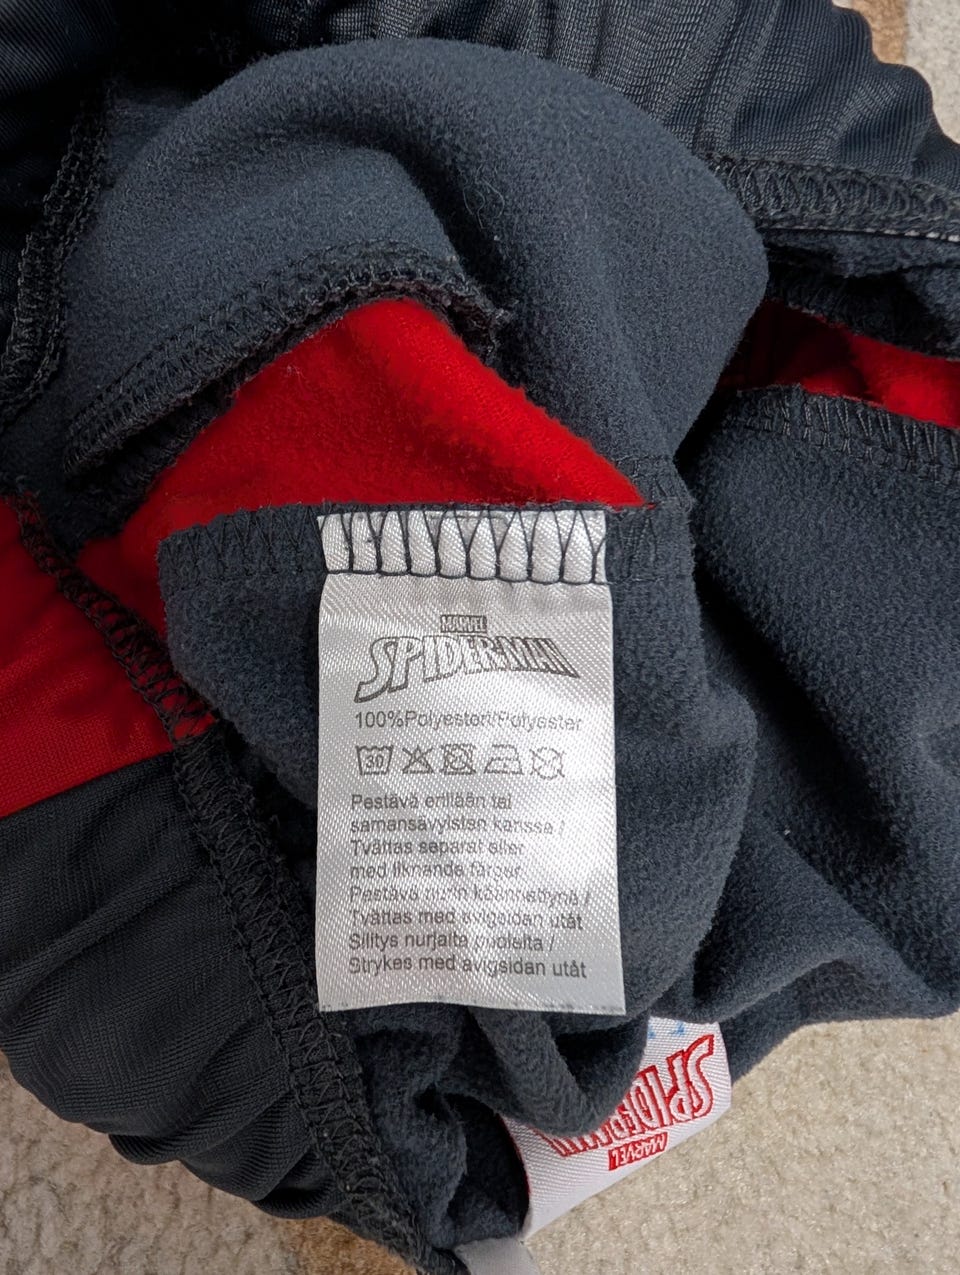 MARVEL
SPIDER-MAN
100%Polyesteri/Polyester
30
Pestävä erillään tai
samansävyisten kanssa /
Tvättas separat eller
med liknande färger
Pestävä nurin käännettynä /
Tvättas med avigsidan utåt
Silitys nurjalta puolelta /
Strykes med avigsidan utåt
SPIDER-MAN
MARVEL